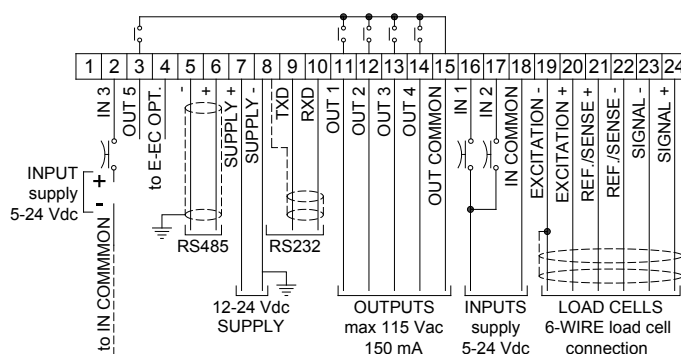 1 2 3 4 5 6 7 8 9 10 11 12 13 14 15 16 17 18 19 20 21 22 23 24
IN 3
OUT 5
to E-EC OPT.
-
+
SUPPLY +
SUPPLY -
TXD
RXD
OUT 1
OUT 2
OUT 3
OUT 4
OUT COMMON
IN 1
IN 2
IN COMMON
EXCITATION -
EXCITATION +
REF./SENSE +
REF./SENSE -
SIGNAL -
SIGNAL +
INPUT
supply
5-24 Vdc
+
-
to IN COMMMON
RS485
RS232
12-24 Vdc
SUPPLY
OUTPUTS
max 115 Vac
150 mA
INPUTS
supply
5-24 Vdc
LOAD CELLS
6-WIRE load cell
connection